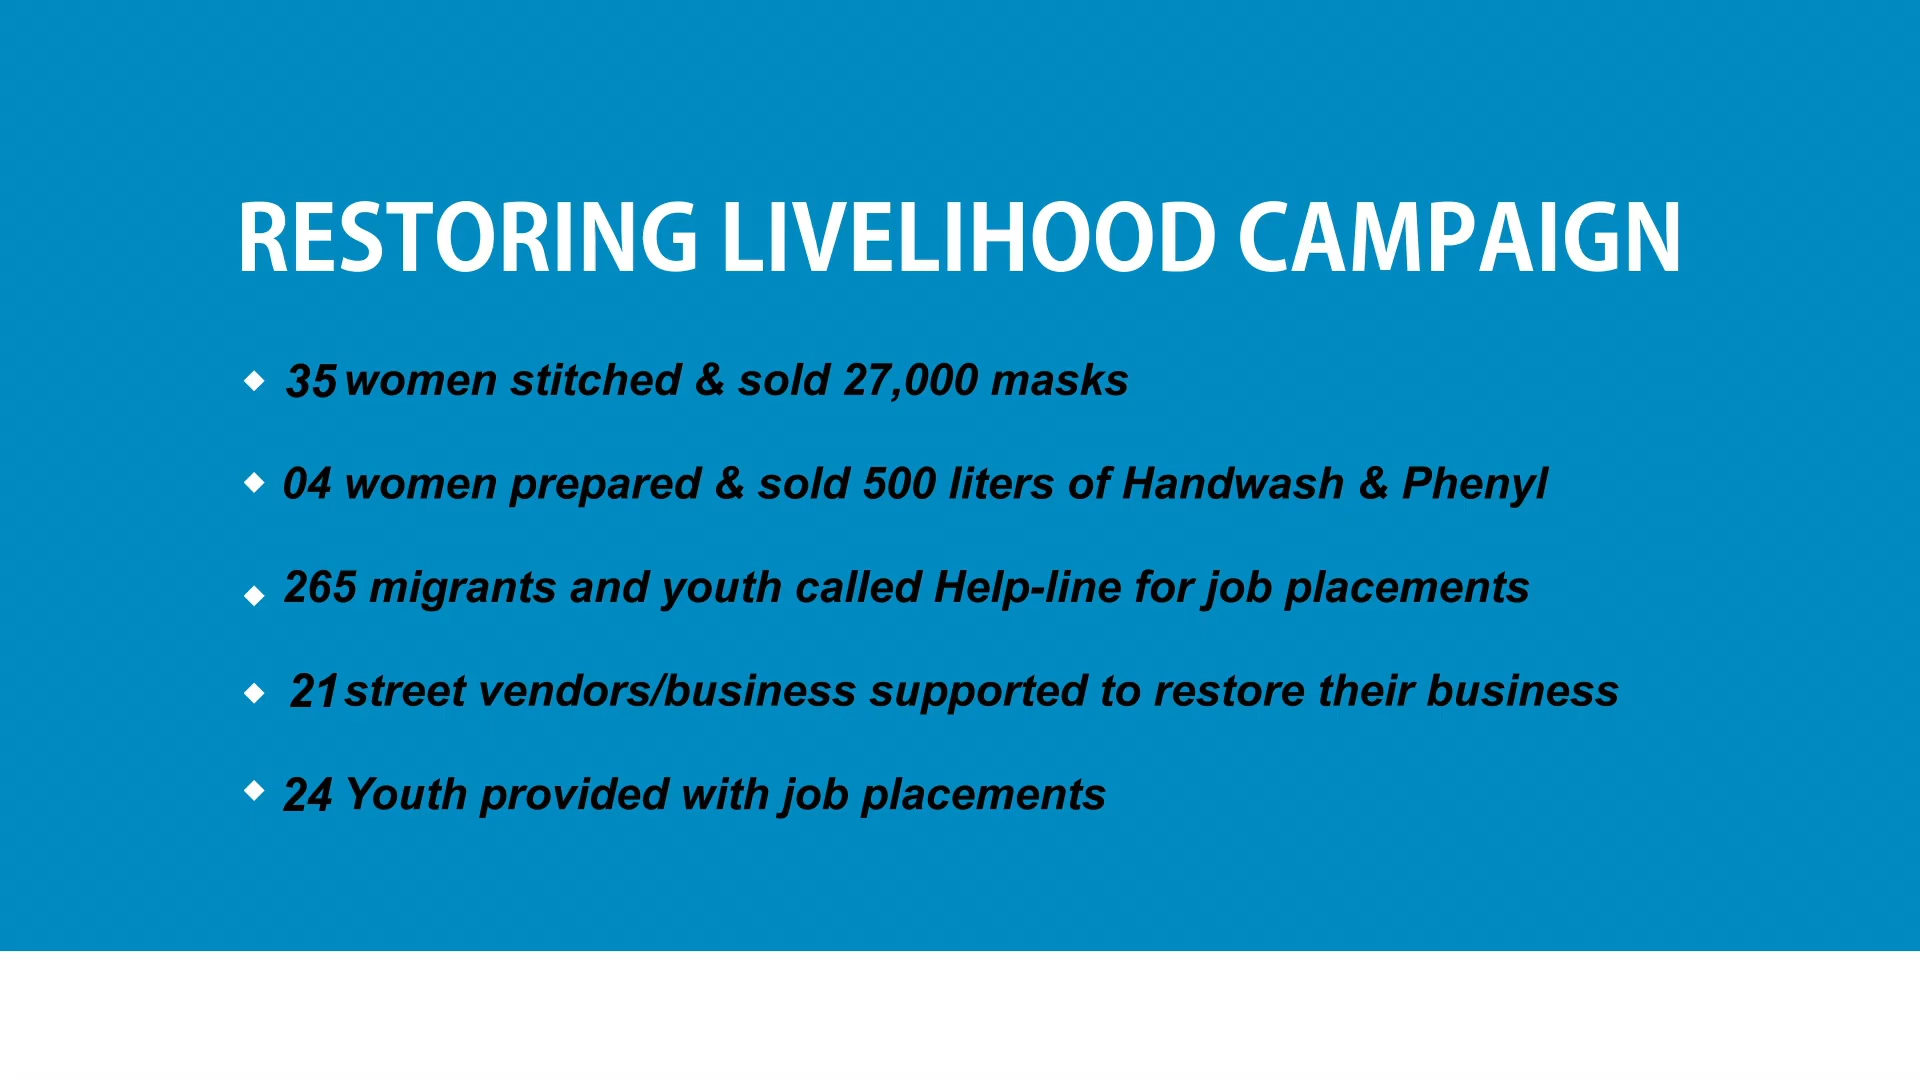 RESTORING LIVELIHOOD CAMPAIGN
35 women stitched & sold 27,000 masks
04 women prepared & sold 500 liters of Handwash & Phenyl
265 migrants and youth called Help-line for job placements
21 street vendors/business supported to restore their business
24 Youth provided with job placements